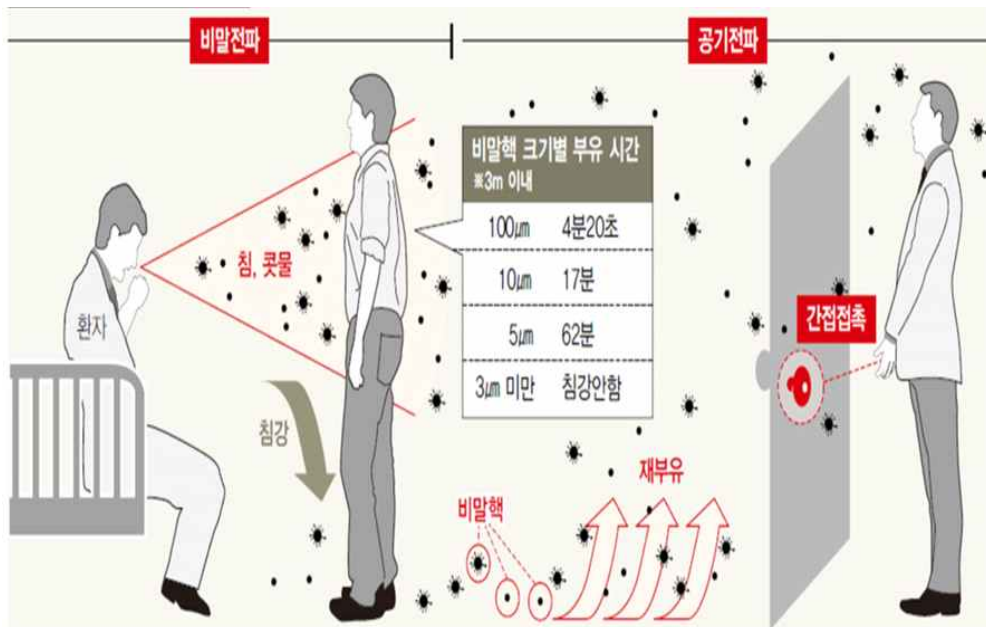 비말전파
공기전파
비말핵 크기별 부유 시간
※3m 이내
100㎛ 4분20초
10㎛ 17분
5㎛ 62분
3㎛ 미만 침강안함
침, 콧물
환자
침강
간접접촉
재부유
비말핵